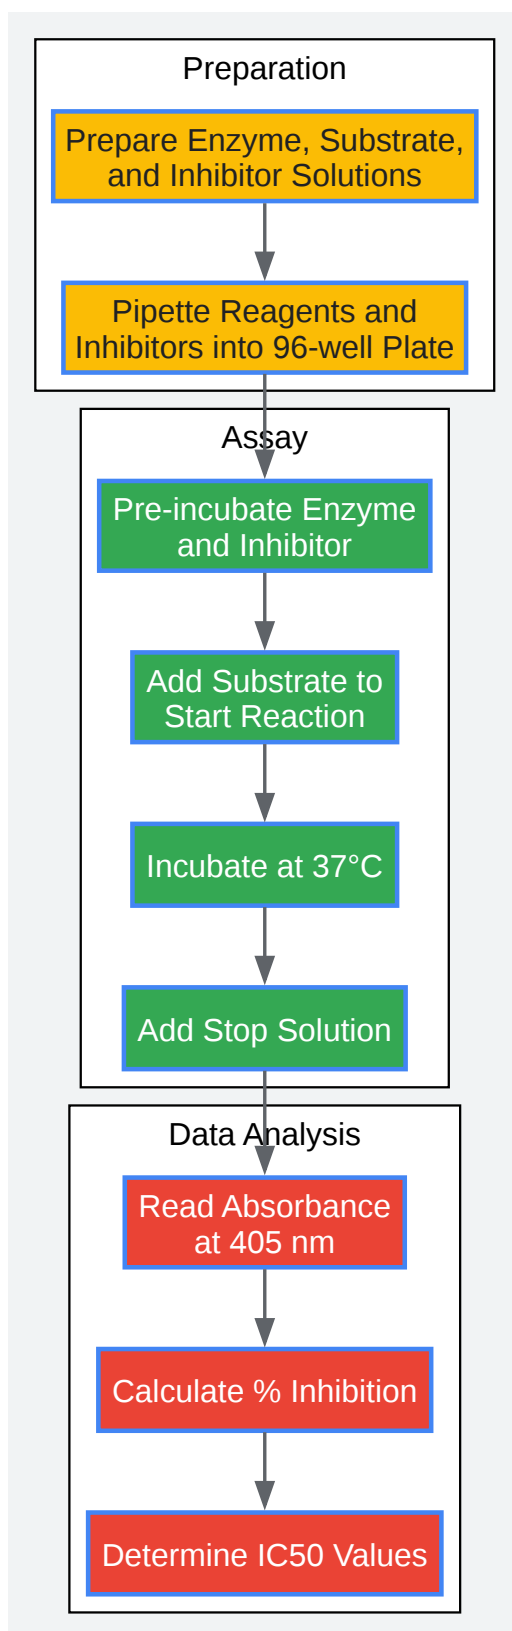 Preparation
Prepare Enzyme, Substrate,
and Inhibitor Solutions
Pipette Reagents and
Inhibitors into 96-well Plate
Assay
Pre-incubate Enzyme
and Inhibitor
Add Substrate to
Start Reaction
Incubate at 37°C
Add Stop Solution
Data Analysis
Read Absorbance
at 405 nm
Calculate % Inhibition
Determine IC50 Values